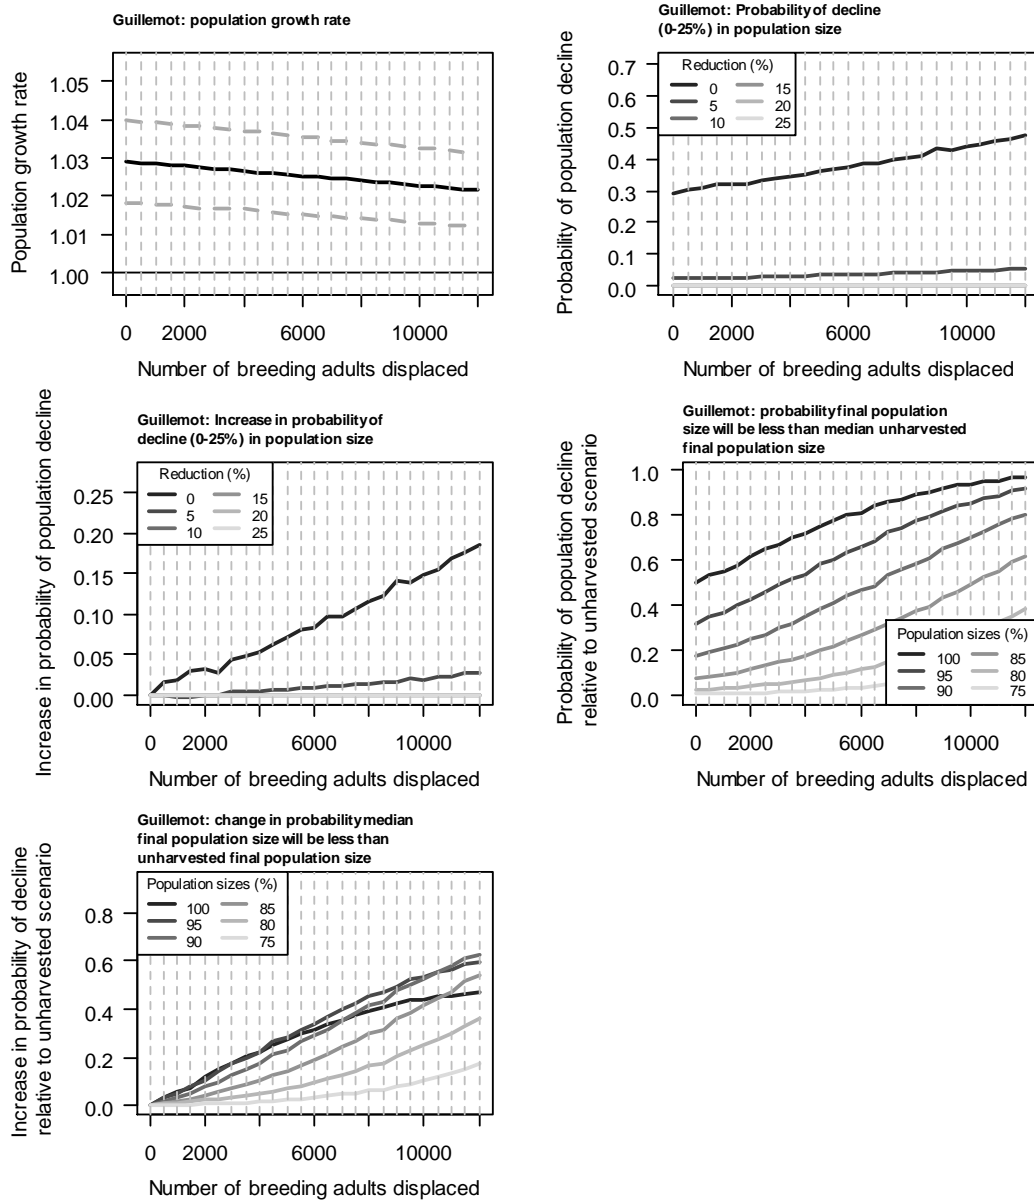 Guillemot: population growth rate
Population growth rate
1.05
1.04
1.03
1.02
1.01
1.00
0 2000 6000 10000
Number of breeding adults displaced
Guillemot: Probability of decline
(0-25%) in population size
Probability of population decline
0.7
0.6
0.5
0.4
0.3
0.2
0.1
0.0
Reduction (%)
0 15
5 20
10 25
0 2000 6000 10000
Number of breeding adults displaced
Guillemot: Increase in probability of
decline (0-25%) in population size
Increase in probability of population decline
0.25
0.20
0.15
0.10
0.05
0.00
Reduction (%)
0 15
5 20
10 25
0 2000 6000 10000
Number of breeding adults displaced
Guillemot: probability final population
size will be less than median unharvested
final population size
Probability of population decline
relative to unharvested scenario
1.0
0.8
0.6
0.4
0.2
0.0
Population sizes (%)
100 85
95 80
90 75
0 2000 6000 10000
Number of breeding adults displaced
Guillemot: change in probability median
final population size will be less than
unharvested final population size
Increase in probability of decline
relative to unharvested scenario
0.8
0.6
0.4
0.2
0.0
Population sizes (%)
100 85
95 80
90 75
0 2000 6000 10000
Number of breeding adults displaced